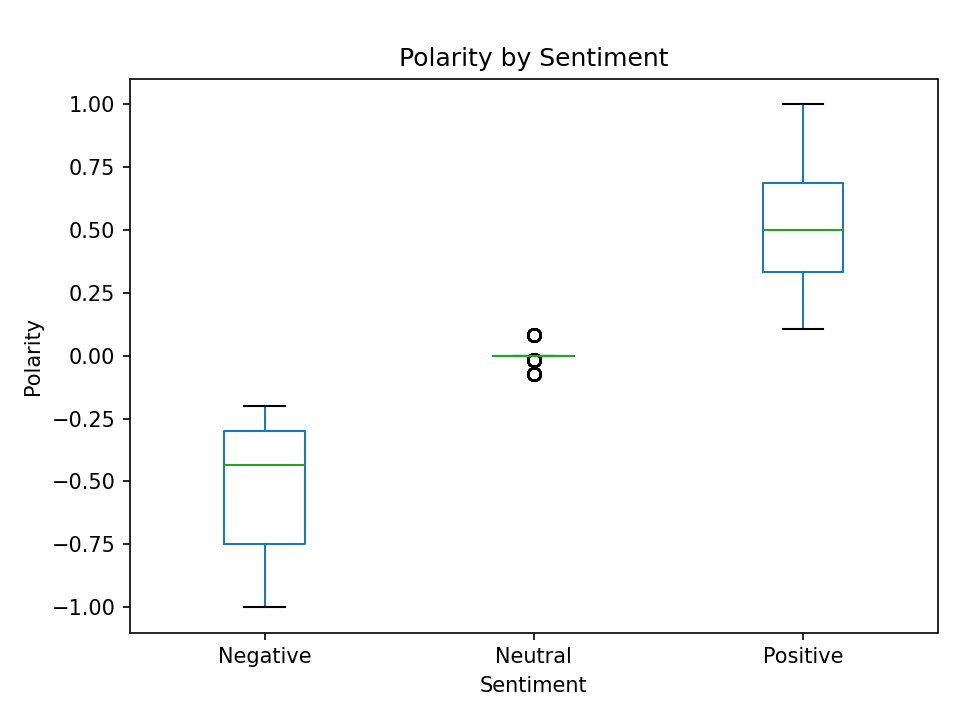 Polarity by Sentiment
1.00
0.75
0.50
0.25
0.00
−0.25
−0.50
−0.75
−1.00
Polarity
Negative Neutral Positive
Sentiment